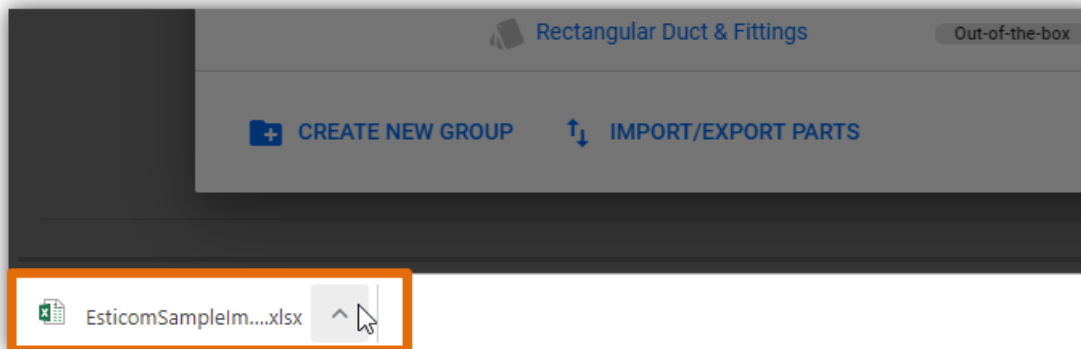 Rectangular Duct & Fittings Out-of-the-box
CREATE NEW GROUP IMPORT/EXPORT PARTS
EsticomSampleIm....xlsx